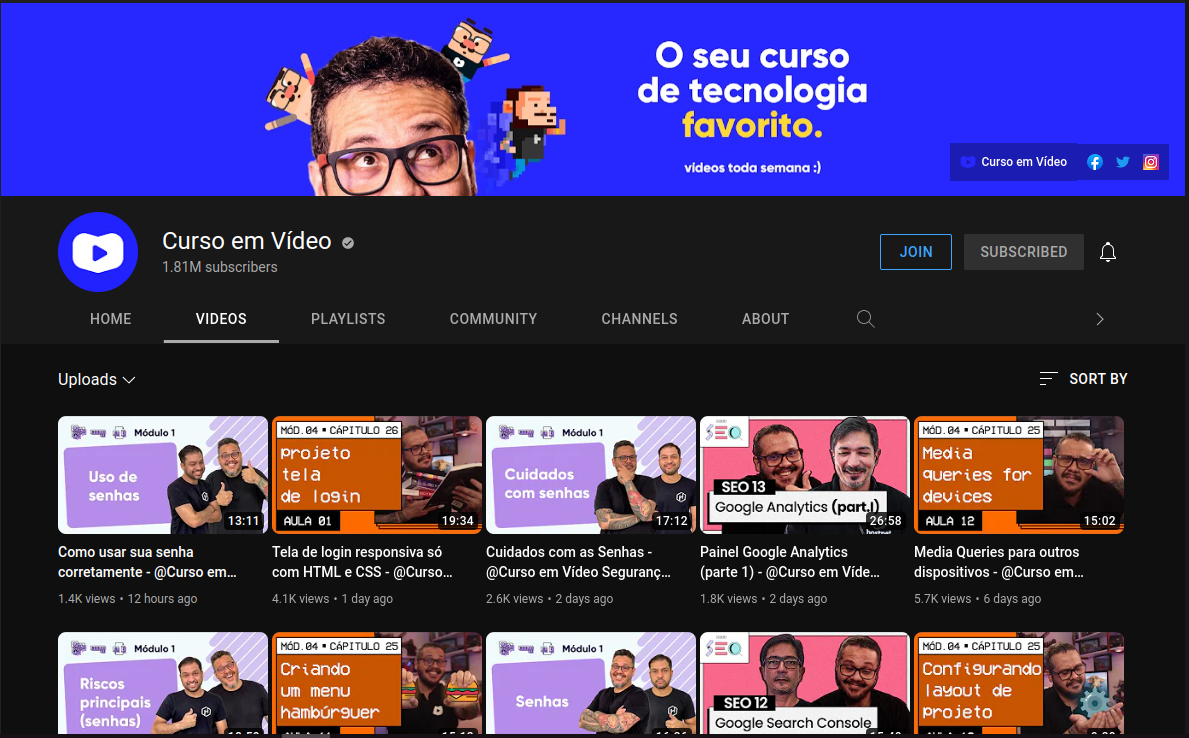 O seu curso
de tecnologia
favorito.
vídeos toda semana :)
Curso em Vídeo
Curso em Vídeo
1.81M subscribers
JOIN
SUBSCRIBED
HOME
VIDEOS
PLAYLISTS
COMMUNITY
CHANNELS
ABOUT
Uploads
SORT BY
Módulo 1
Uso de
senhas
13:11
MÓD.04 • CÁPITULO 26
projeto
tela
de login
AULA 01
19:34
Módulo 1
Cuidados
com senhas
17:12
SEO
SEO 13
Google Analytics (part.I)
26:58
MÓD.04 • CÁPITULO 25
Media
queries for
devices
AULA 12
15:02
Como usar sua senha
corretamente - @Curso em...
1.4K views • 12 hours ago
Tela de login responsiva só
com HTML e CSS - @Curso...
4.1K views • 1 day ago
Cuidados com as Senhas -
@Curso em Vídeo Seguranç...
2.6K views • 2 days ago
Painel Google Analytics
(parte 1) - @Curso em Víde...
1.8K views • 2 days ago
Media Queries para outros
dispositivos - @Curso em...
5.7K views • 6 days ago
Módulo 1
Riscos
principais
(senhas)
MÓD.04 • CÁPITULO 25
Criando
um menu
hambúrguer
Módulo 1
Senhas
SEO
SEO 12
Google Search Console
MÓD.04 • CÁPITULO 25
Configurando
layout de
projeto